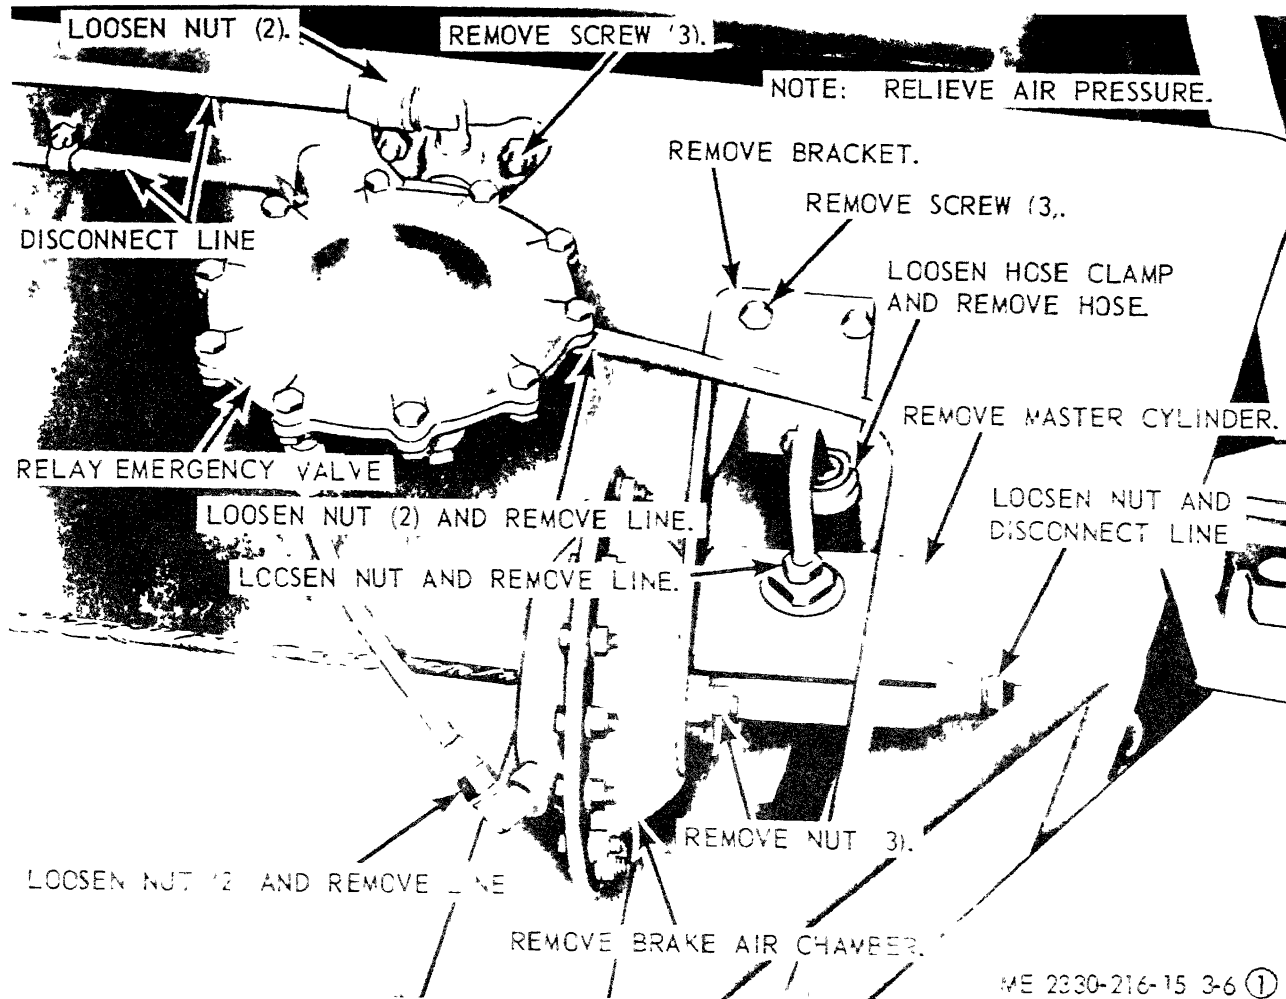 LOOSEN NUT (2).
REMOVE SCREW (3).
NOTE: RELIEVE AIR PRESSURE.
REMOVE BRACKET.
REMOVE SCREW (3).
DISCONNECT LINE
LOOSEN HOSE CLAMP
AND REMOVE HOSE
REMOVE MASTER CYLINDER.
RELAY EMERGENCY VALVE
LOOSEN NUT (2) AND REMOVE LINE.
LOOSEN NUT AND
DISCONNECT LINE
LOOSEN NUT AND REMOVE LINE.
REMOVE NUT 3).
LOOSEN NUT (2 AND REMOVE LINE
REMOVE BRAKE AIR CHAMBER.
ME 2330-216-15 3-6 ①